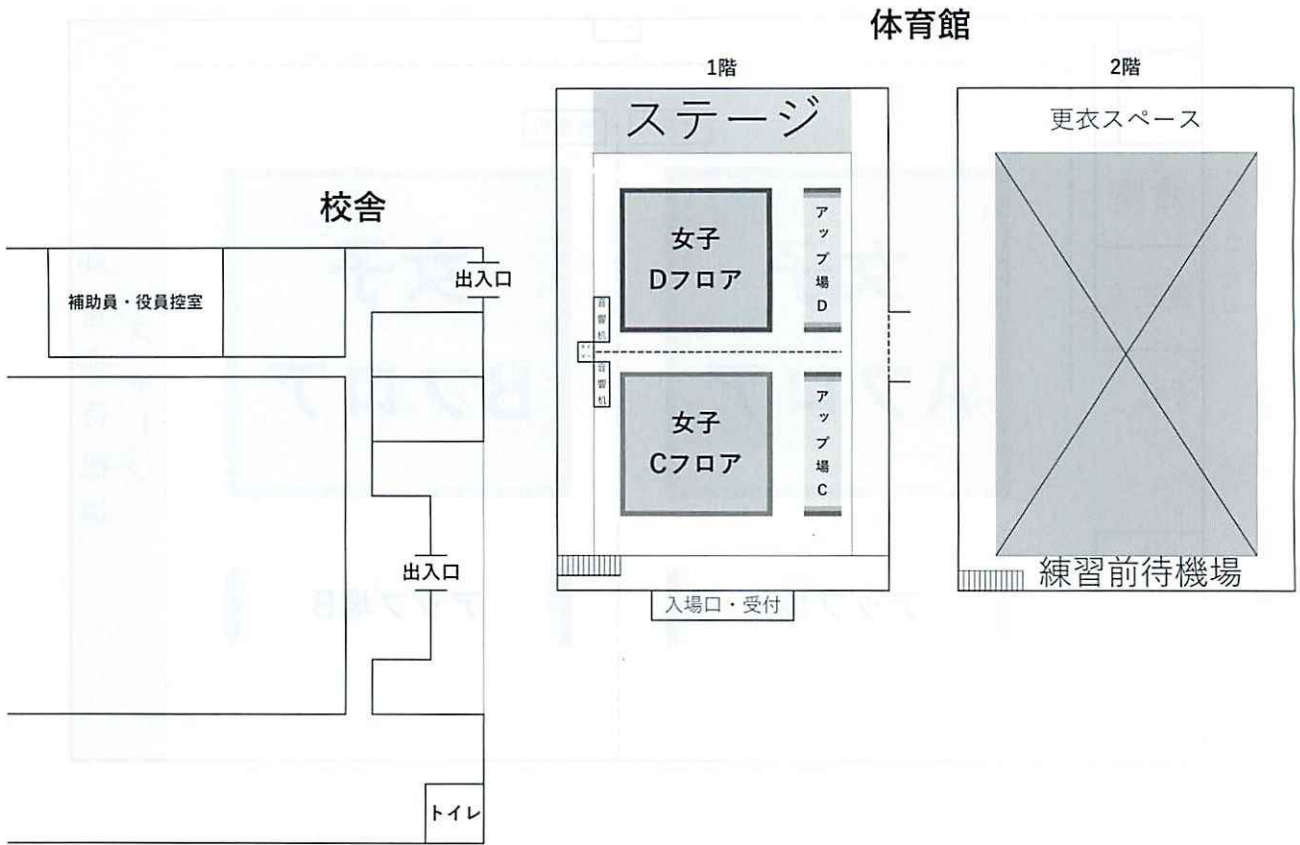 体育館
1階
2階
ステージ
更衣スペース
校舎
女子
Dフロア
アップ場D
出入口
補助員・役員控室
音響机
音響机
女子
Cフロア
アップ場C
出入口
練習前待機場
入場口・受付
トイレ